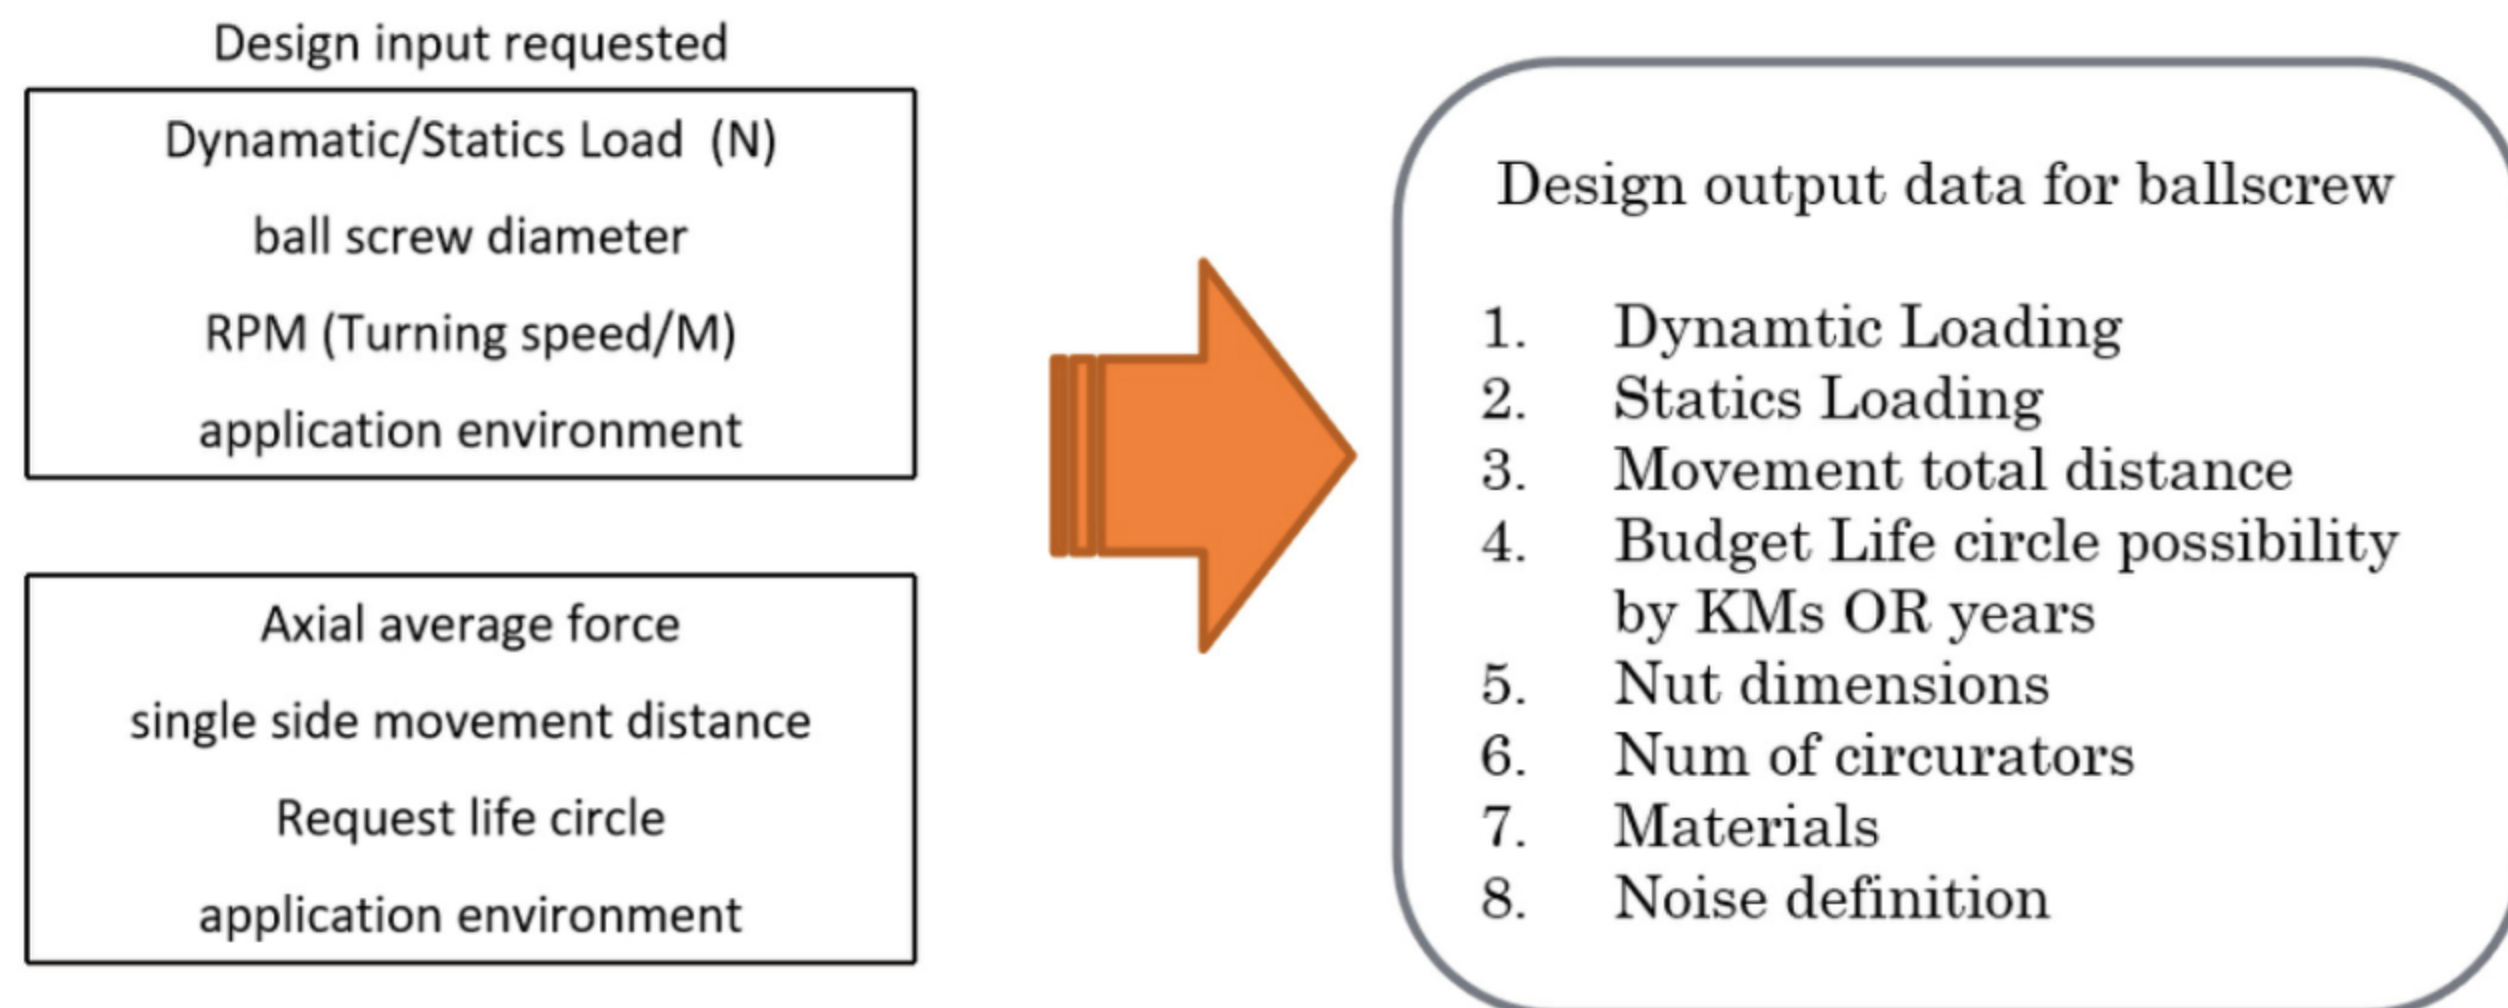 Design input requested
Dynamatic/Statics Load (N)
ball screw diameter
RPM (Turning speed/M)
application environment
Axial average force
single side movement distance
Request life circle
application environment
Design output data for ballscrew
1. Dynamtic Loading
2. Statics Loading
3. Movement total distance
4. Budget Life circle possibility
by KMs OR years
5. Nut dimensions
6. Num of circurators
7. Materials
8. Noise definition